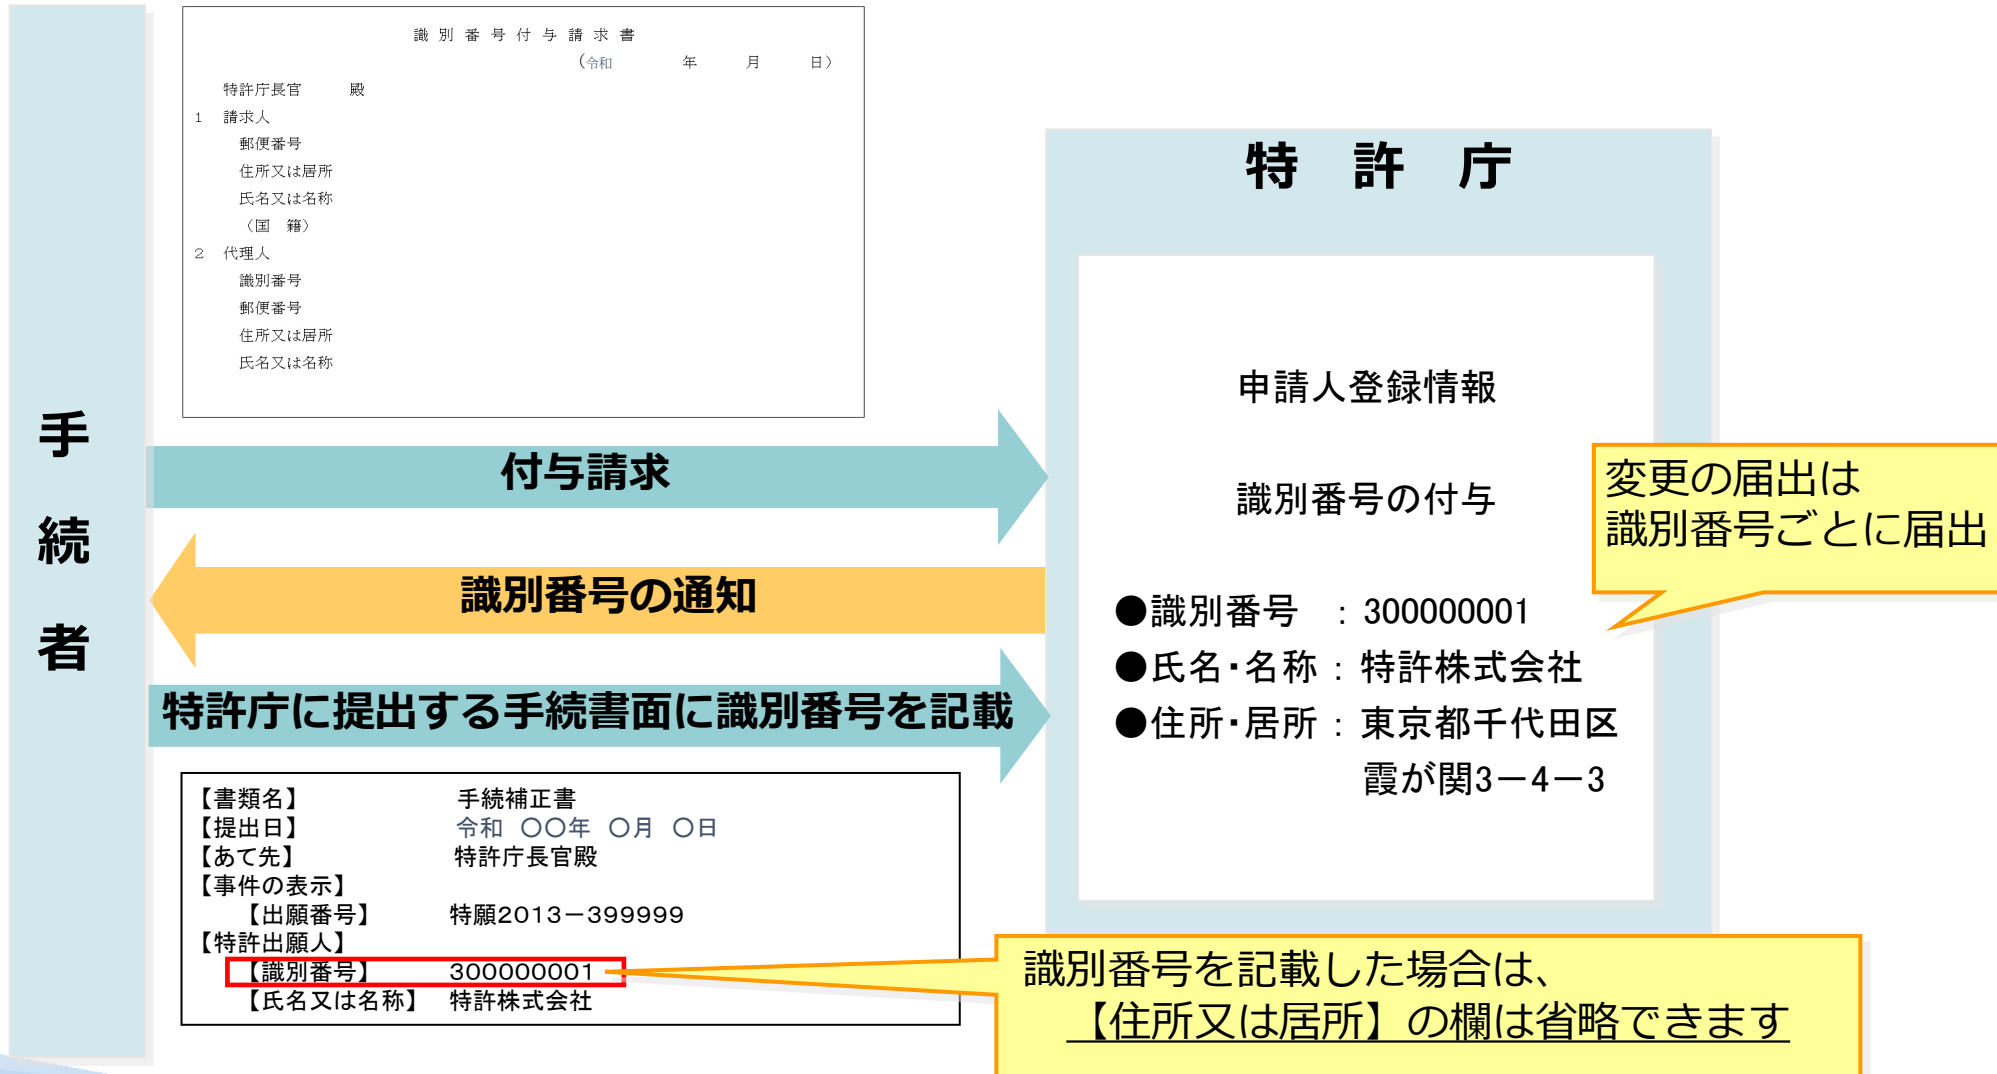 識別番号付与請求書
(令和 年 月 日)
特許庁長官 殿
1 請求人
郵便番号
住所又は居所
氏名又は名称
(国 籍)
2 代理人
識別番号
郵便番号
住所又は居所
氏名又は名称
手続者
付与請求
識別番号の通知
特許庁に提出する手続書面に識別番号を記載
特許庁
申請人登録情報
識別番号の付与
●識別番号 : 300000001
●氏名・名称 : 特許株式会社
●住所・居所 : 東京都千代田区
霞が関3-4-3
変更の届出は
識別番号ごとに届出
【書類名】 手続補正書
【提出日】 令和 〇〇年 〇月 〇日
【あて先】 特許庁長官殿
【事件の表示】
【出願番号】 特願2013-399999
【特許出願人】
【識別番号】 300000001
【氏名又は名称】 特許株式会社
識別番号を記載した場合は、
【住所又は居所】の欄は省略できます